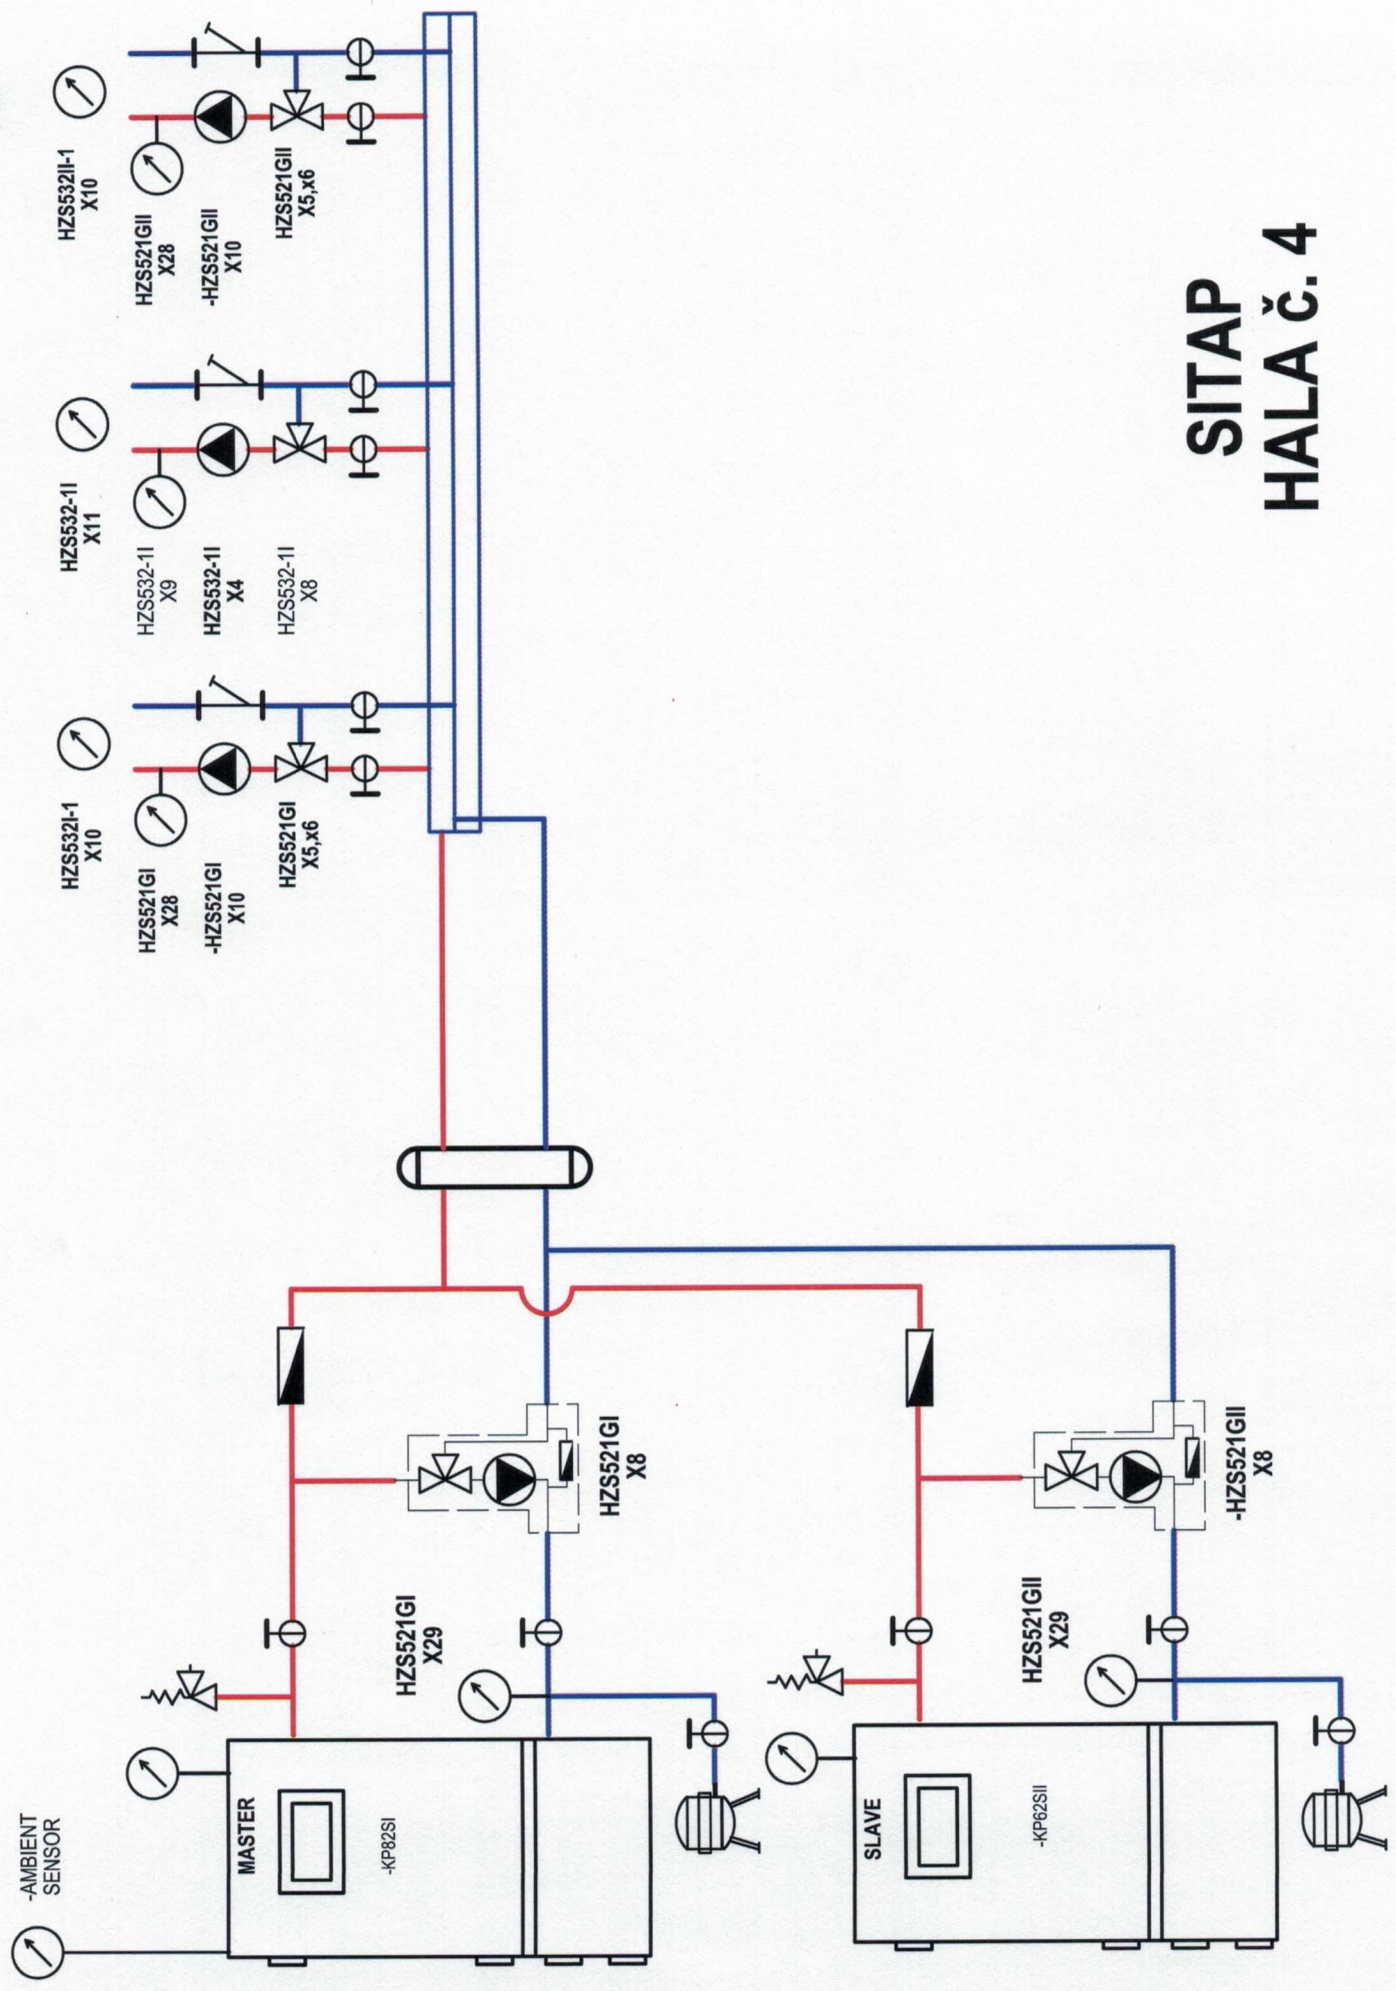 -AMBIENT
SENSOR
MASTER
-KP82SI
HZS521GI
X29
HZS521GI
X8
SLAVE
-KP62SII
HZS521GII
X29
-HZS521GII
X8
HZS532I-1
X10
HZS521GI
X28
-HZS521GI
X10
HZS521GI
X5,x6
HZS532-1I
X11
HZS532-1I
X9
HZS532-1I
X4
HZS532-1I
X8
HZS532II-1
X10
HZS521GII
X28
-HZS521GII
X10
HZS521GII
X5,x6
SITAP
HALA č. 4